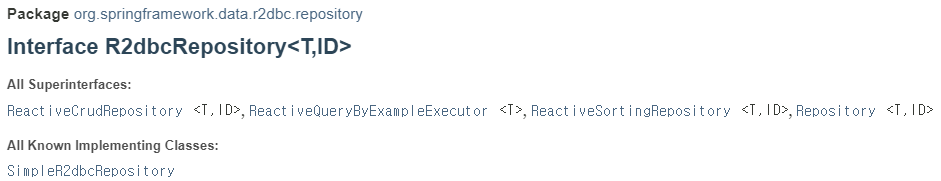 Package org.springframework.data.r2dbc.repository
Interface R2dbcRepository<T,ID>
All Superinterfaces:
ReactiveCrudRepository <T,ID>, ReactiveQueryByExampleExecutor <T>, ReactiveSortingRepository <T,ID>, Repository <T,ID>
All Known Implementing Classes:
SimpleR2dbcRepository